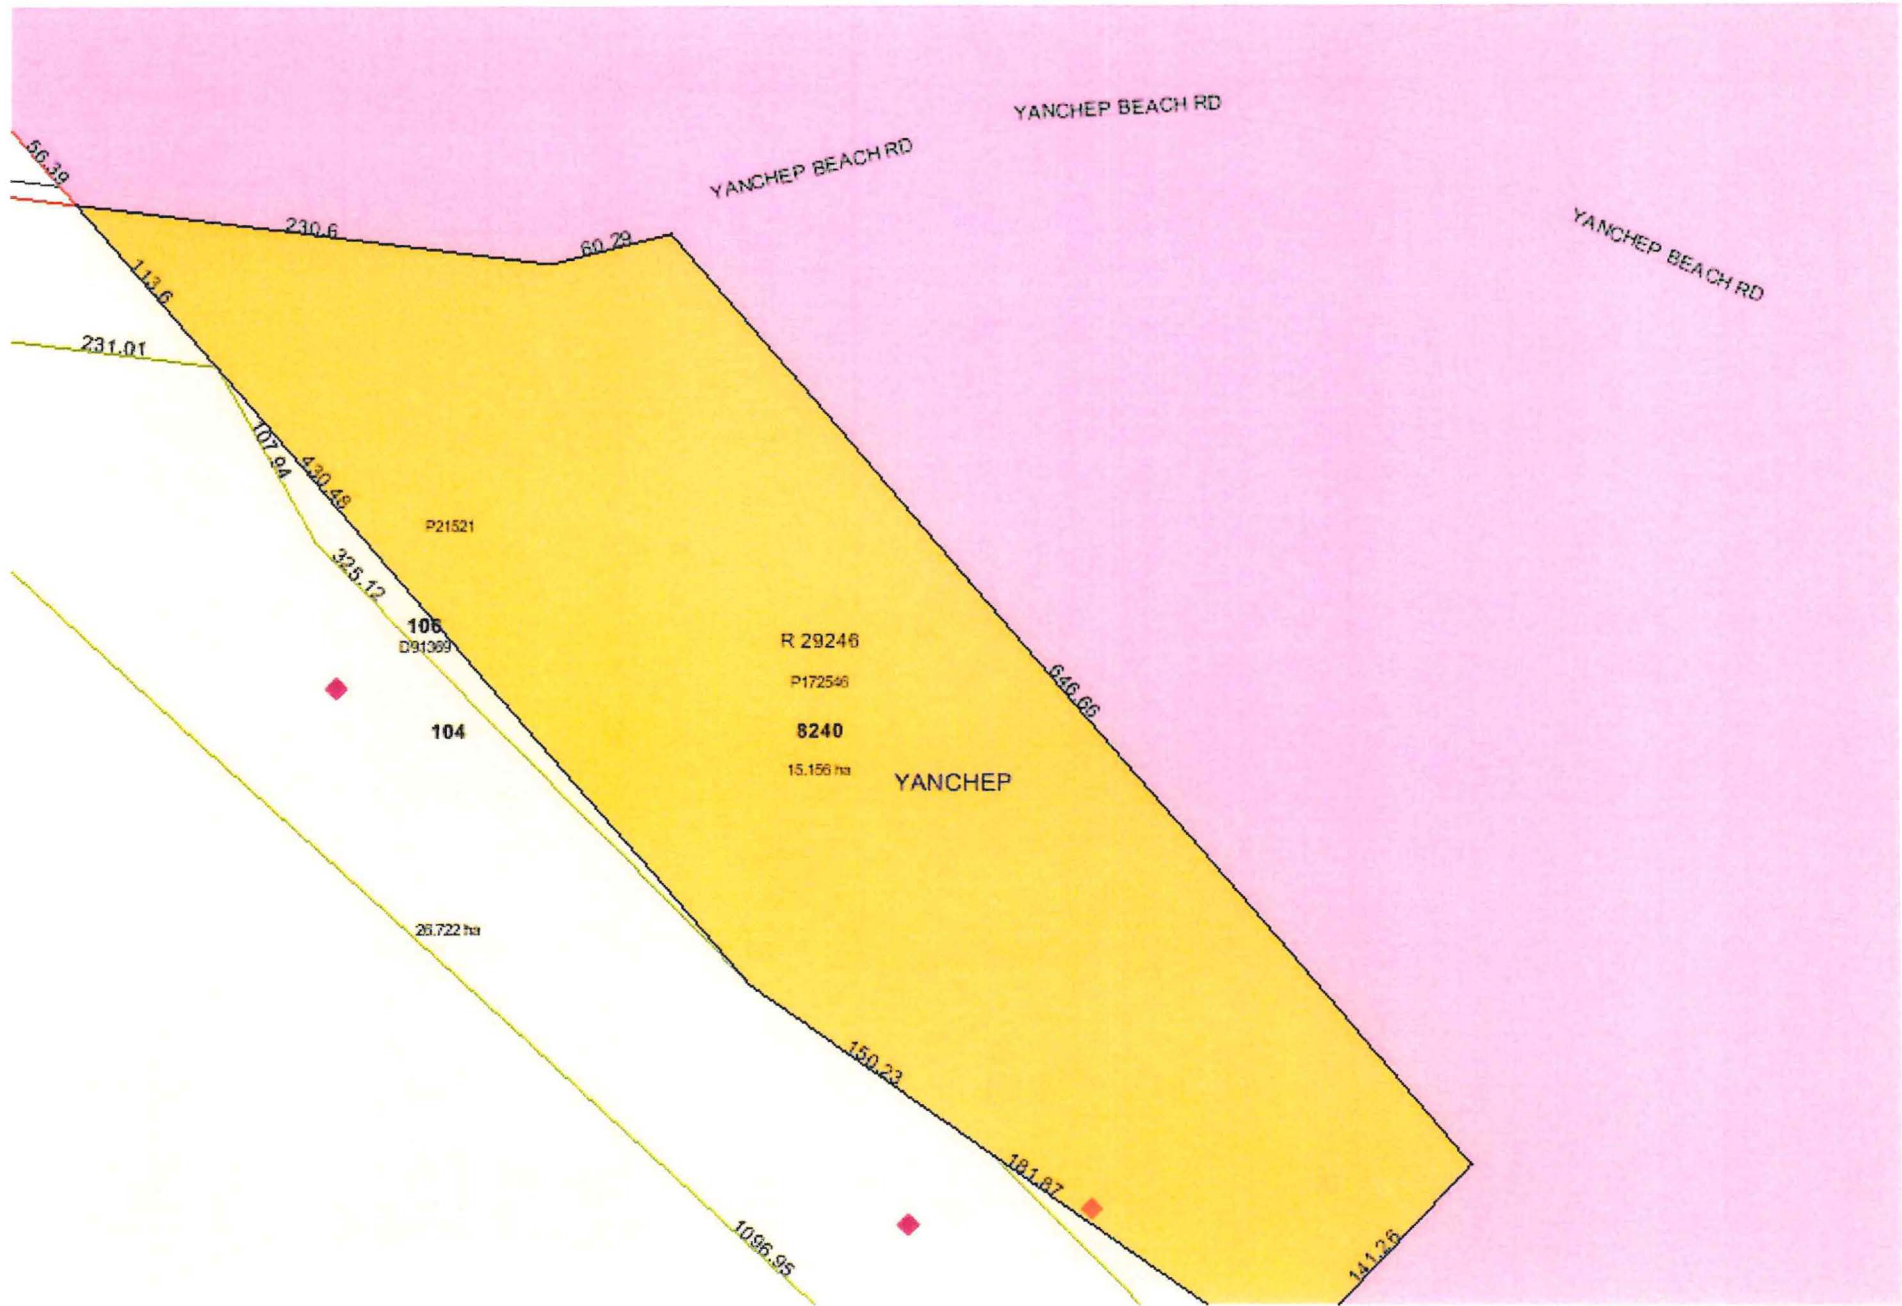 YANCHEP BEACH RD
YANCHEP BEACH RD
YANCHEP BEACH RD
56.39
230.6
60.29
113.6
231.01
107.94
430.48
P21521
325.12
106
D91369
R 29246
P172546
646.66
104
8240
15.156 ha
YANCHEP
26.722 ha
150.23
181.87
1096.95
141.26